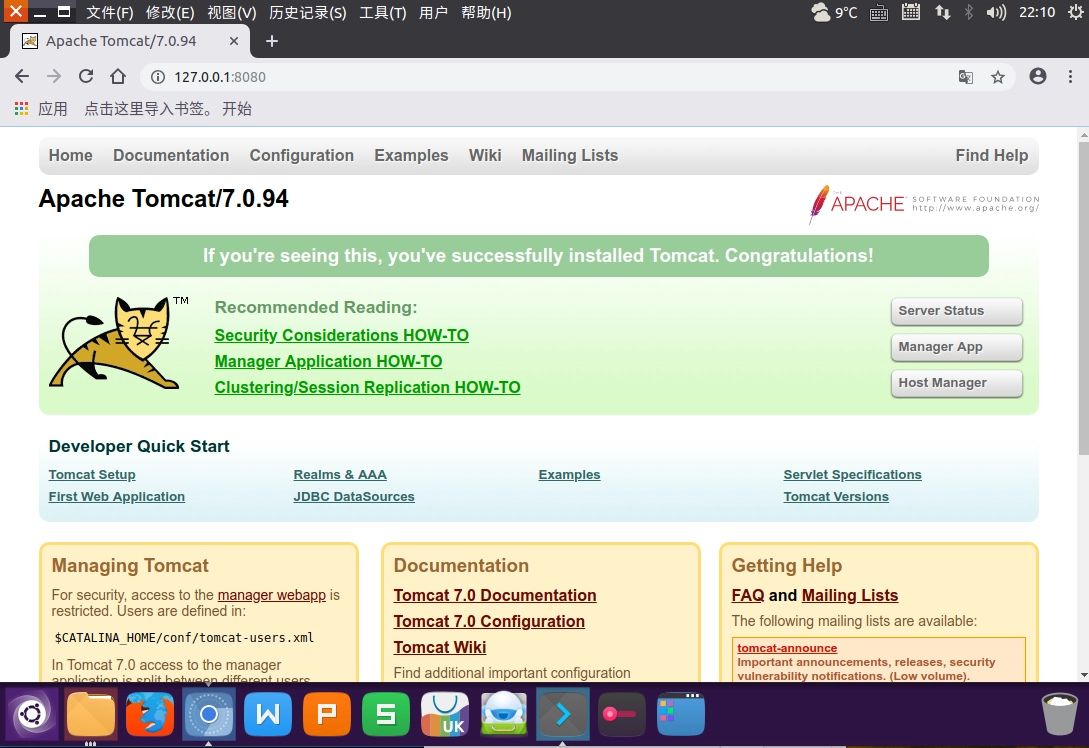 文件(F) 修改(E) 视图(V) 历史记录(S) 工具(T) 用户 帮助(H) 9℃ 22:10
Apache Tomcat/7.0.94
127.0.0.1:8080
应用 点击这里导入书签。 开始
Home Documentation Configuration Examples Wiki Mailing Lists Find Help
Apache Tomcat/7.0.94
THE APACHE SOFTWARE FOUNDATION
http://www.apache.org/
If you're seeing this, you've successfully installed Tomcat. Congratulations!
TM
Recommended Reading:
Security Considerations HOW-TO
Manager Application HOW-TO
Clustering/Session Replication HOW-TO
Server Status
Manager App
Host Manager
Developer Quick Start
Tomcat Setup Realms & AAA Examples Servlet Specifications
First Web Application JDBC DataSources Tomcat Versions
Managing Tomcat
For security, access to the manager webapp is
restricted. Users are defined in:
$CATALINA_HOME/conf/tomcat-users.xml
In Tomcat 7.0 access to the manager
application is split between different users.
Documentation
Tomcat 7.0 Documentation
Tomcat 7.0 Configuration
Tomcat Wiki
Find additional important configuration
Getting Help
FAQ and Mailing Lists
The following mailing lists are available:
tomcat-announce
Important announcements, releases, security
vulnerability notifications. (Low volume).
W P S UK